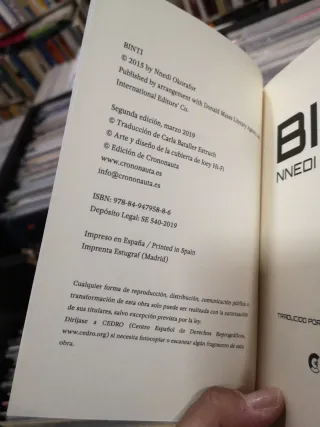 BINTI
© 2015 by Nnedi Okorafor
Published by arrangement with Donald Maass Literary Agency and
International Editors' Co.
Segunda edición, marzo 2019
© Traducción de Carla Bataller Estruch
© Arte y diseño de la cubierta de Joey Hi-Fi
© Edición de Crononauta
www.crononauta.es
info@crononauta.es
ISBN: 978-84-947958-8-6
Depósito Legal: SE 540-2019
Impreso en España / Printed in Spain
Imprenta Estugraf (Madrid)
Cualquier forma de reproducción, distribución, comunicación pública o
transformación de esta obra solo puede ser realizada con la autorización
de sus titulares, salvo excepción prevista por la ley.
Diríjase a CEDRO (Centro Español de Derechos Reprográficos,
www.cedro.org) si necesita fotocopiar o escanear algún fragmento de esta
obra.
BI
NNEDI
TRADUCIDO POR